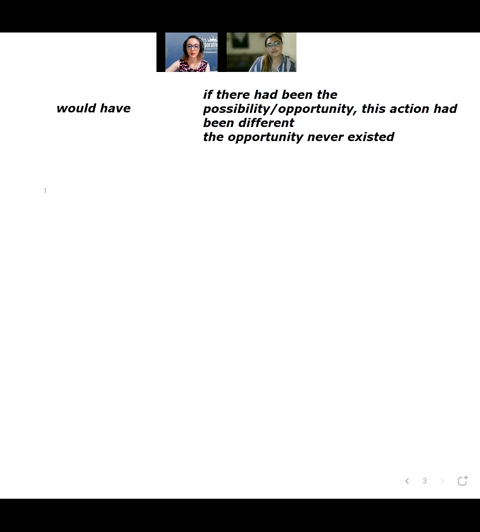 if there had been the
would have possibility/opportunity, this action had
been different
the opportunity never existed
3